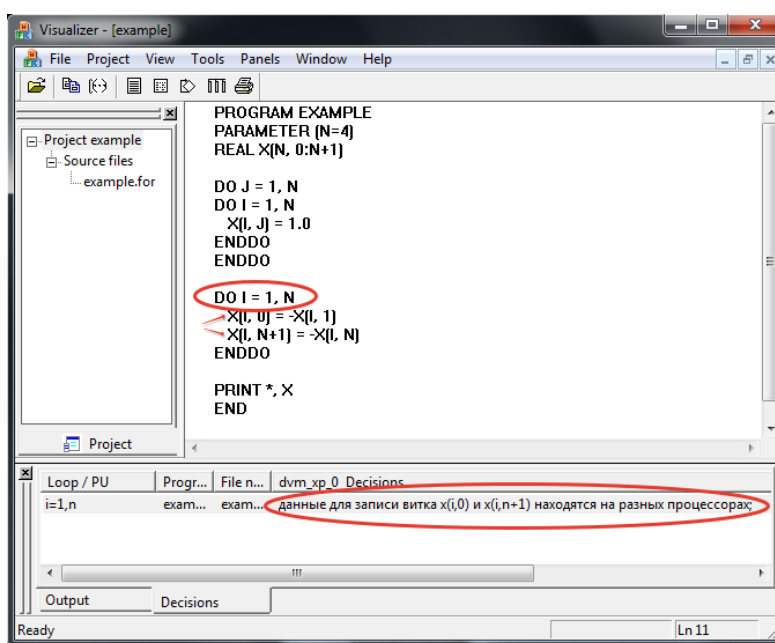 Visualizer - [example]
File Project View Tools Panels Window Help
Project example
Source files
example.for
Project
PROGRAM EXAMPLE
PARAMETER (N=4)
REAL X(N, 0:N+1)
DO J = 1, N
DO I = 1, N
X(I, J) = 1.0
ENDDO
ENDDO
DO I = 1, N
X(I, 0) = -X(I, 1)
X(I, N+1) = -X(I, N)
ENDDO
PRINT *, X
END
Loop / PU Progr... File n... dvm_xp_0 Decisions
i=1,n exam... exam... данные для записи витка x(i,0) и x(i,n+1) находятся на разных процессорах;
Output Decisions
Ready Ln 11